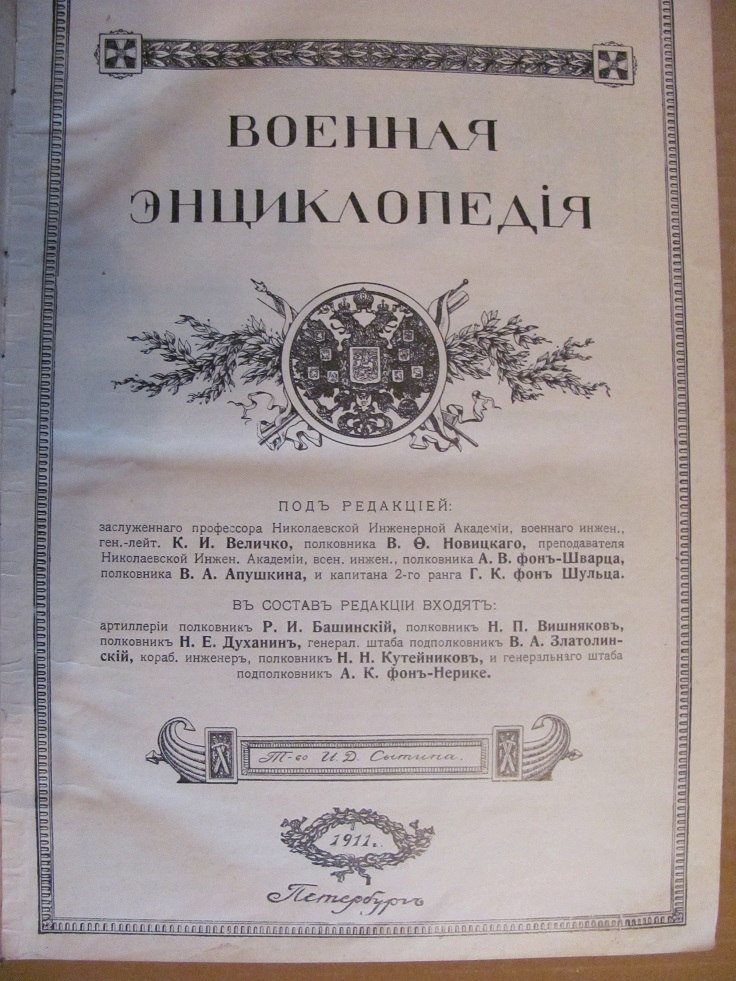 ВОЕННАЯ
ЭНЦИКЛОПЕДІЯ
ПОДЪ РЕДАКЦІЕЙ:
заслуженнаго профессора Николаевской Инженерной Академіи, военнаго инжен.,
ген.-лейт. К. И. Величко, полковника В. Ѳ. Новицкаго, преподавателя
Николаевской Инжен. Академіи, воен. инжен., полковника А. В. фонъ-Шварца,
полковника В. А. Апушкина, и капитана 2-го ранга Г. К. фонъ Шульца.
ВЪ СОСТАВЪ РЕДАКЦІИ ВХОДЯТЪ:
артиллеріи полковникъ Р. И. Башинскій, полковникъ Н. П. Вишняковъ,
полковникъ Н. Е. Духанинъ, генерал. штаба подполковникъ В. А. Златолин-
скій, кораб. инженеръ, полковникъ Н. Н. Кутейниковъ, и генеральнаго штаба
подполковникъ А. К. фонъ-Нерике.
Т-во И. Д. Сытина.
1911 г.
Петербургъ